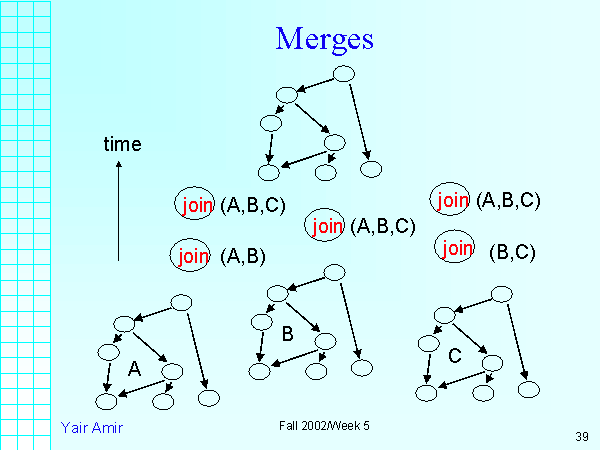 Merges
time
join (A,B,C)
join (A,B,C)
join (A,B,C)
join (A,B)
join (B,C)
A
B
C
Yair Amir
Fall 2002/Week 5
39